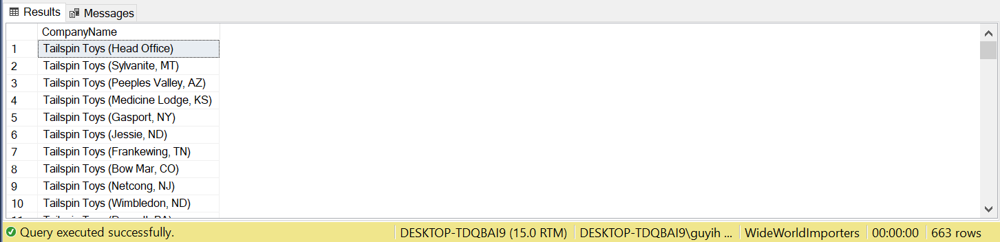 Results Messages
CompanyName
1 Tailspin Toys (Head Office)
2 Tailspin Toys (Sylvanite, MT)
3 Tailspin Toys (Peeples Valley, AZ)
4 Tailspin Toys (Medicine Lodge, KS)
5 Tailspin Toys (Gasport, NY)
6 Tailspin Toys (Jessie, ND)
7 Tailspin Toys (Frankewing, TN)
8 Tailspin Toys (Bow Mar, CO)
9 Tailspin Toys (Netcong, NJ)
10 Tailspin Toys (Wimbledon, ND)
Query executed successfully. DESKTOP-TDQBAI9 (15.0 RTM) DESKTOP-TDQBAI9\guyih ... WideWorldImporters 00:00:00 663 rows